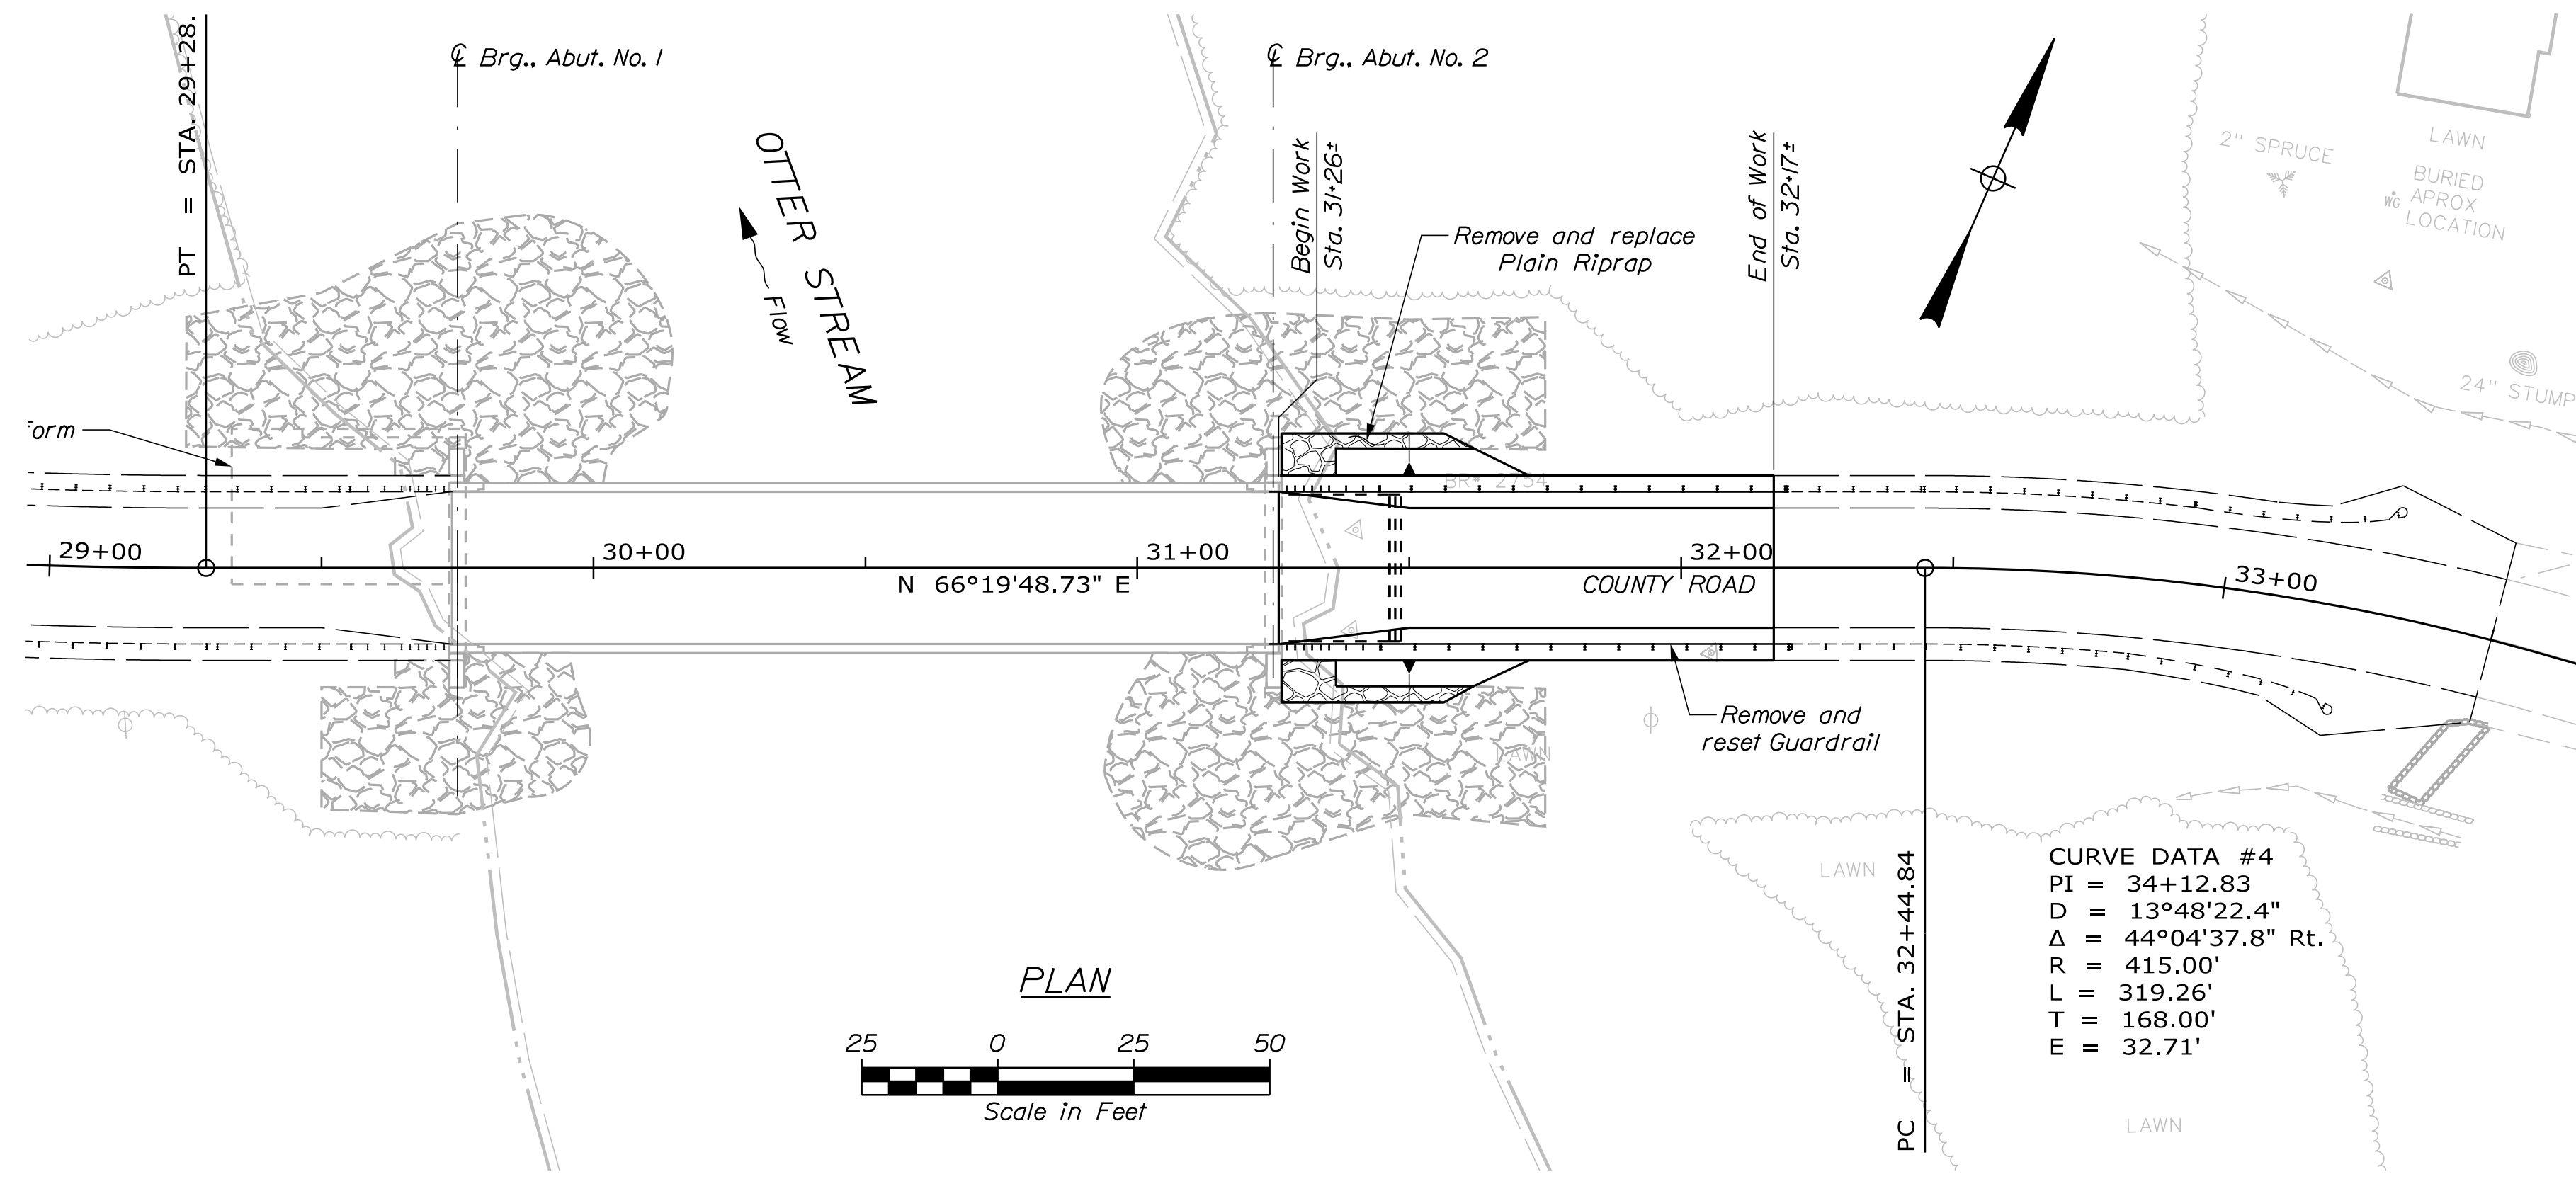 PT = STA. 29+28.
℄ Brg., Abut. No. 1
℄ Brg., Abut. No. 2
OTTER STREAM
Flow
Begin Work
Sta. 31+26±
End of Work
Sta. 32+17±
Remove and replace
Plain Riprap
2" SPRUCE
LAWN
BURIED
WG APROX
LOCATION
24" STUMP
form
BR# 2754
29+00
30+00
31+00
32+00
33+00
N 66°19'48.73" E
COUNTY ROAD
Remove and
reset Guardrail
LAWN
LAWN
PC = STA. 32+44.84
CURVE DATA #4
PI = 34+12.83
D = 13°48'22.4"
Δ = 44°04'37.8" Rt.
R = 415.00'
L = 319.26'
T = 168.00'
E = 32.71'
PLAN
25 0 25 50
Scale in Feet
LAWN